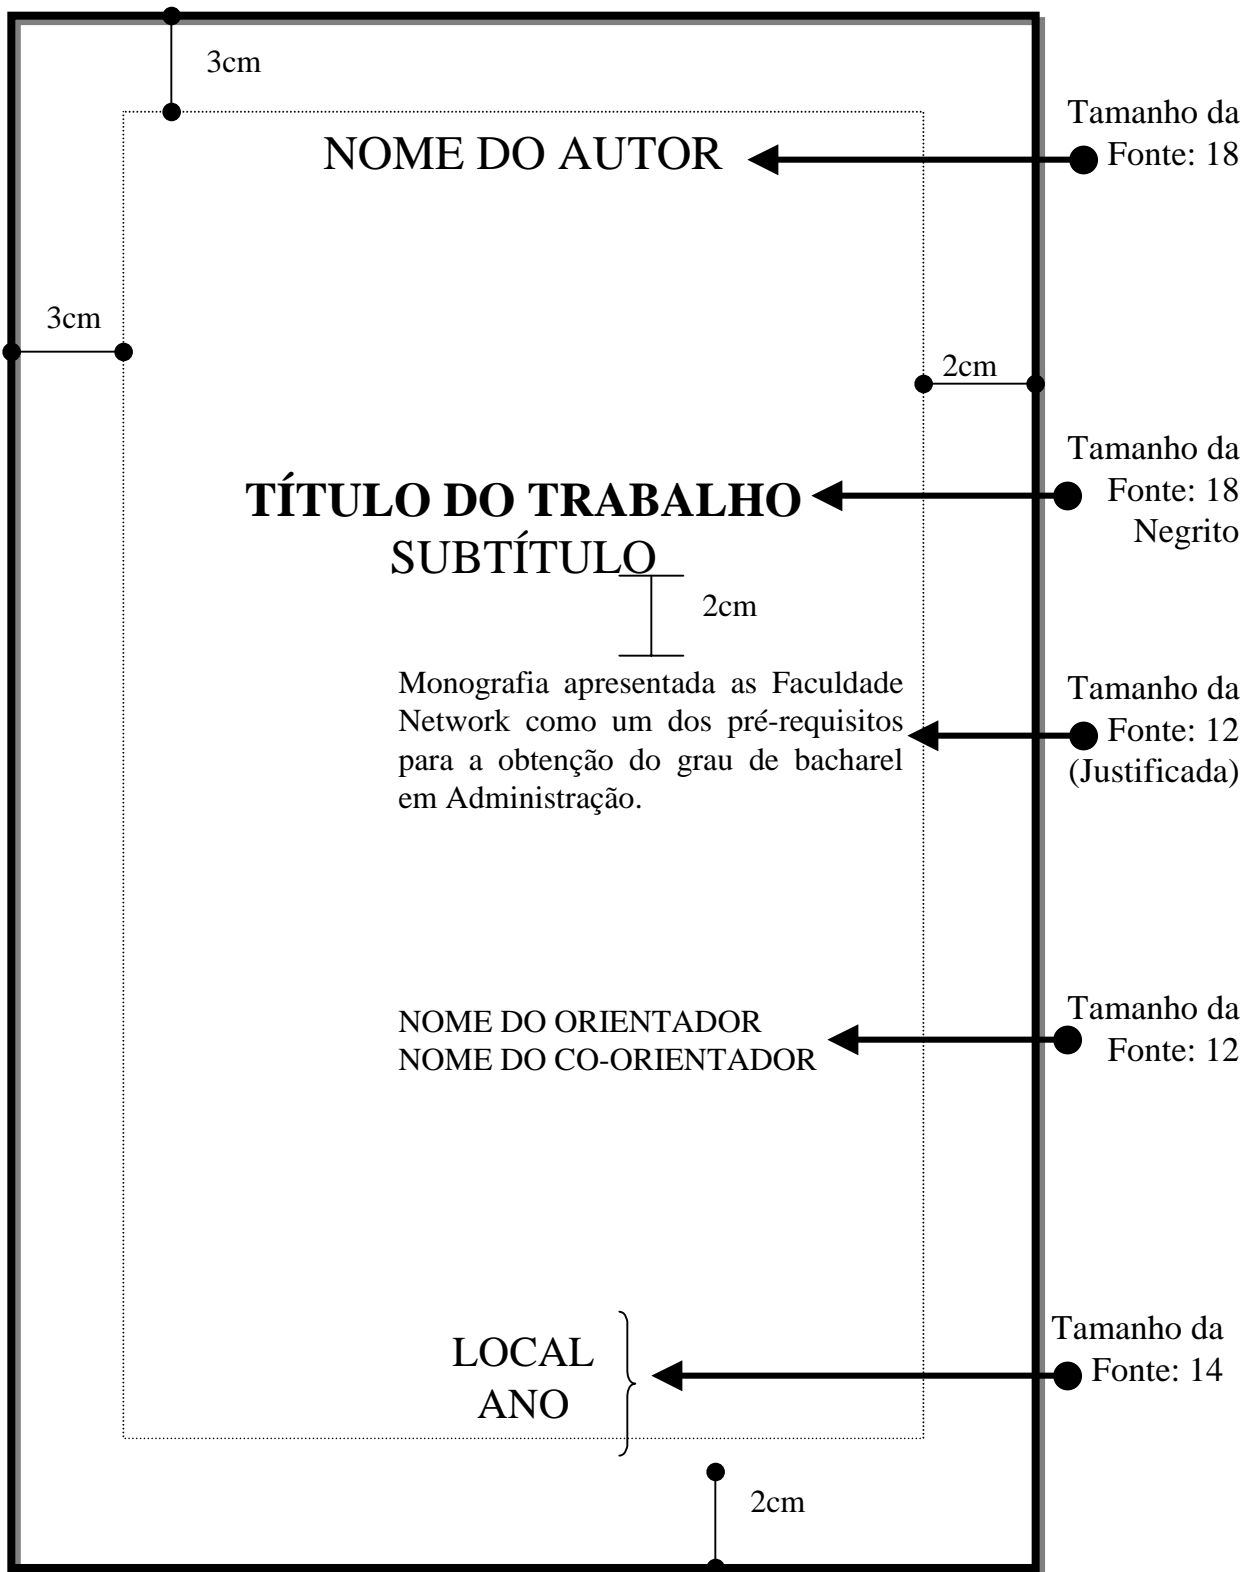 3cm
Tamanho da
Fonte: 18
NOME DO AUTOR
3cm
2cm
Tamanho da
Fonte: 18
Negrito
TÍTULO DO TRABALHO
SUBTÍTULO
2cm
Monografia apresentada as Faculdade
Network como um dos pré-requisitos
para a obtenção do grau de bacharel
em Administração.
Tamanho da
Fonte: 12
(Justificada)
NOME DO ORIENTADOR
NOME DO CO-ORIENTADOR
Tamanho da
Fonte: 12
LOCAL
ANO
Tamanho da
Fonte: 14
2cm